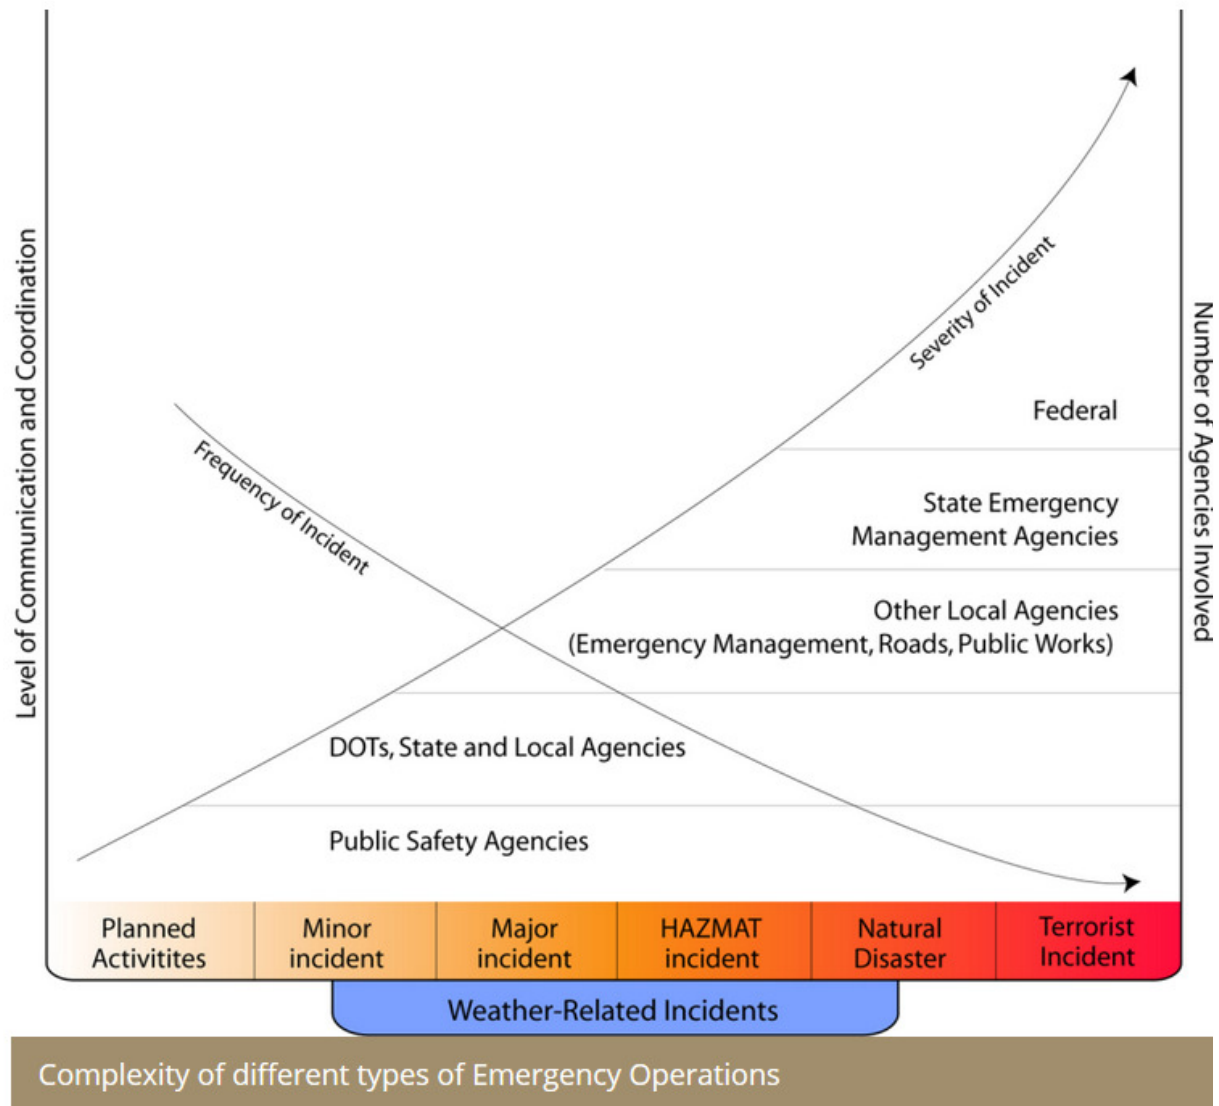 Level of Communication and Coordination
Number of Agencies Involved
Severity of Incident
Frequency of Incident
Federal
State Emergency
Management Agencies
Other Local Agencies
(Emergency Management, Roads, Public Works)
DOTs, State and Local Agencies
Public Safety Agencies
Planned
Activitites
Minor
incident
Major
incident
HAZMAT
incident
Natural
Disaster
Terrorist
Incident
Weather-Related Incidents
Complexity of different types of Emergency Operations